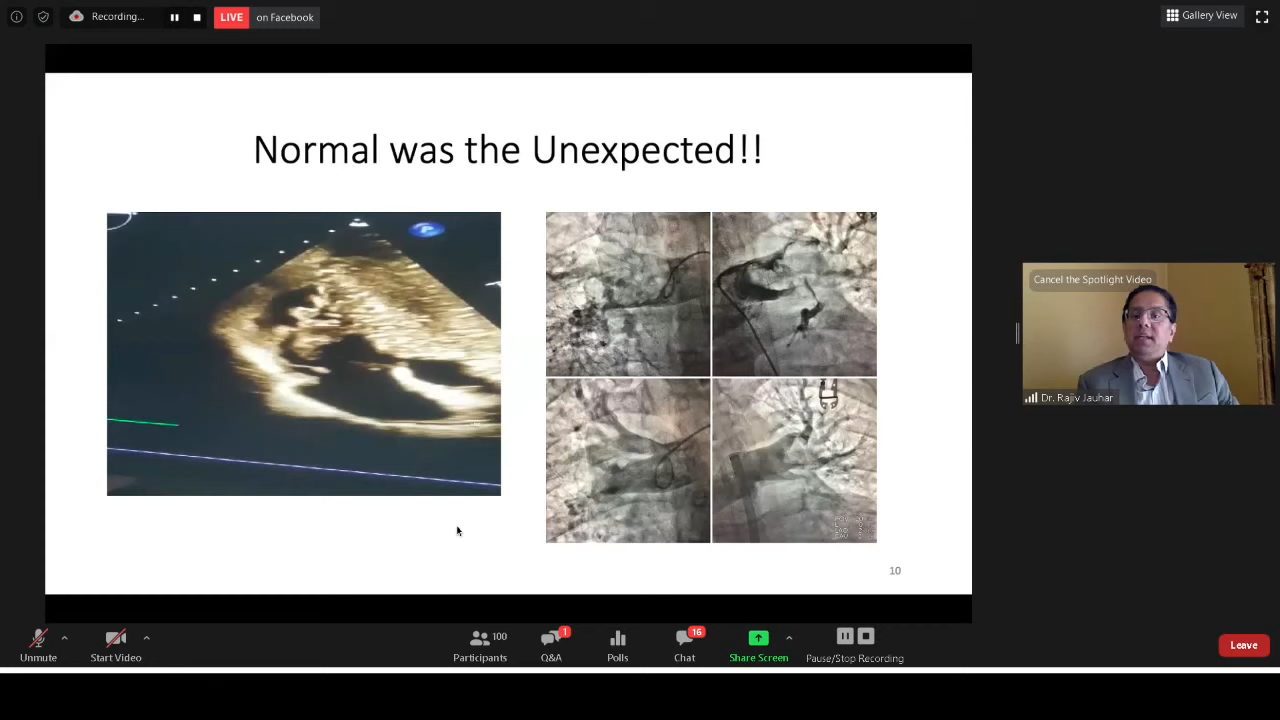 Recording...
LIVE on Facebook
Gallery View
Normal was the Unexpected!!
P
10
Cancel the Spotlight Video
Dr. Rajiv Jauhar
Unmute
Start Video
Participants 100
Q&A 1
Polls
Chat 16
Share Screen
Pause/Stop Recording
Leave